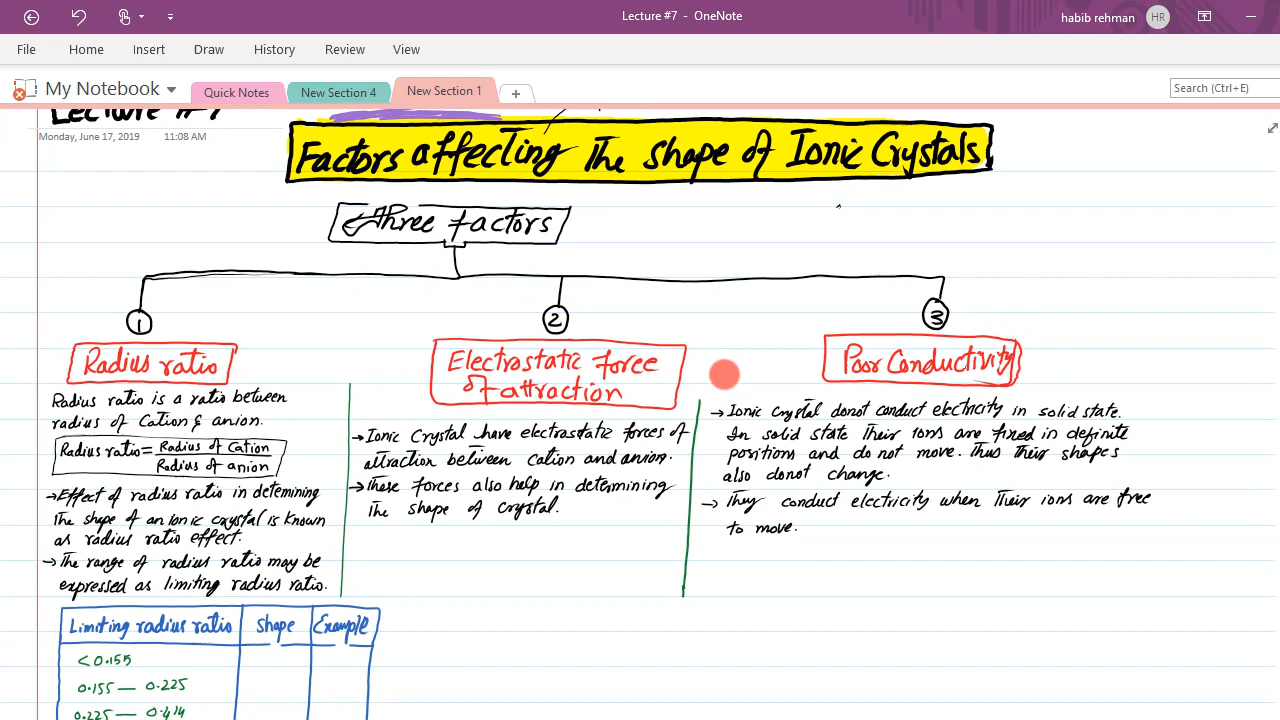 Lecture #7 - OneNote
habib rehman
HR
File
Home
Insert
Draw
History
Review
View
My Notebook
Quick Notes
New Section 4
New Section 1
Search (Ctrl+E)
Lecture #7
Monday, June 17, 2019
11:08 AM
Factors affecting The shape of Ionic Crystals
Three factors
1
2
3
Radius ratio
Radius ratio is a ratio between
radius of Cation & anion.
Radius ratio = Radius of Cation
Radius of anion
→ Effect of radius ratio in detemining
The shape of an ionic crystal is known
as radius ratio effect.
→ The range of radius ratio may be
expressed as limiting radius ratio.
Electrostatic force
of attraction
→ Ionic Crystal have electrostatic forces of
attraction between Cation and anion.
→ These forces also help in determining
The shape of crystal.
Poor Conductivity
→ Ionic Crystal donot conduct electricity in solid state.
In solid state Their ions are fixed in definite
positions and do not move. Thus Their shapes
also donot change.
→ They conduct electricity when Their ions are free
to move.
Limiting radius ratio
Shape
Example
< 0.155
0.155 — 0.225
0.225 — 0.414